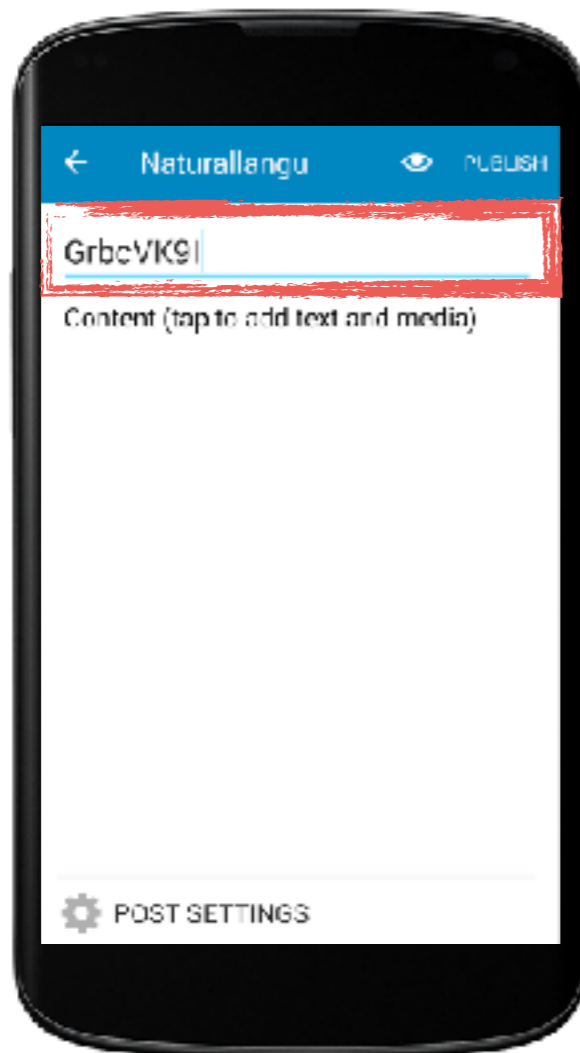 Naturallangu PUBLISH
GrbcVK9I
Content (tap to add text and media)
POST SETTINGS